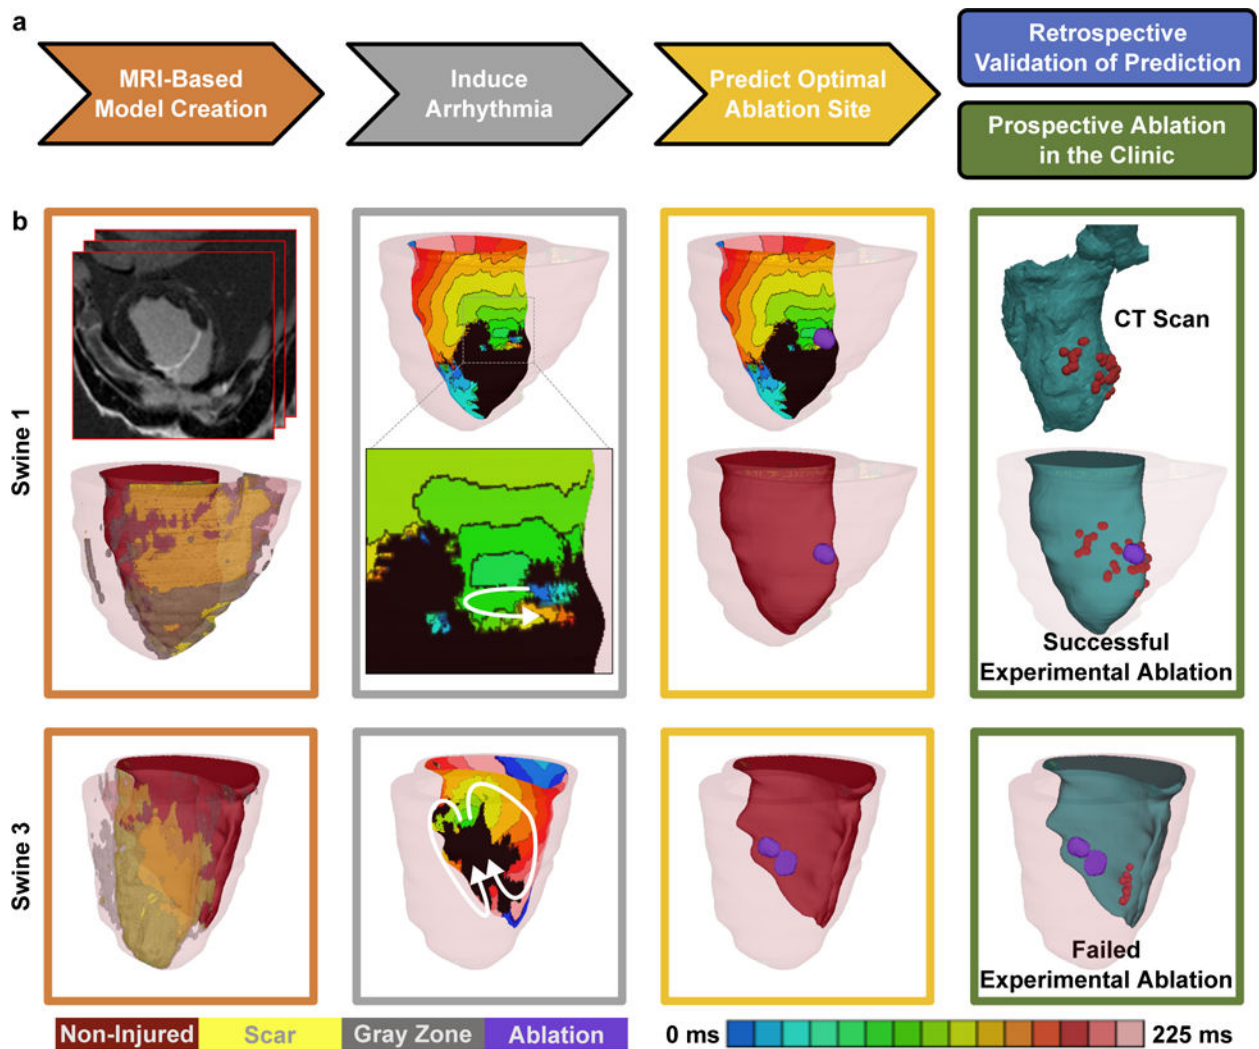 a
MRI-Based
Model Creation
Induce
Arrhythmia
Predict Optimal
Ablation Site
Retrospective
Validation of Prediction
Prospective Ablation
in the Clinic
b
Swine 1
CT Scan
Successful
Experimental Ablation
Swine 3
Failed
Experimental Ablation
Non-Injured
Scar
Gray Zone
Ablation
0 ms
225 ms